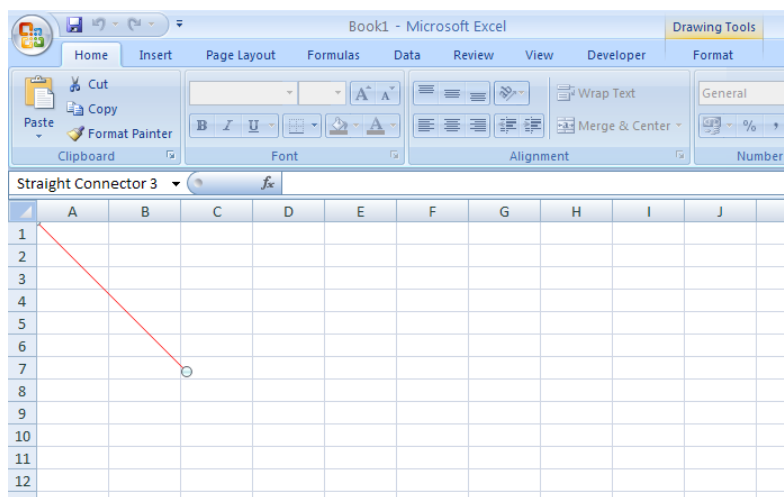 Book1 - Microsoft Excel Drawing Tools
Home Insert Page Layout Formulas Data Review View Developer Format
Paste
Cut
Copy
Format Painter
Clipboard
B I U A A A
Font
Wrap Text
Merge & Center
Alignment
General
% ,
Number
Straight Connector 3 fx
A B C D E F G H I J
1
2
3
4
5
6
7
8
9
10
11
12